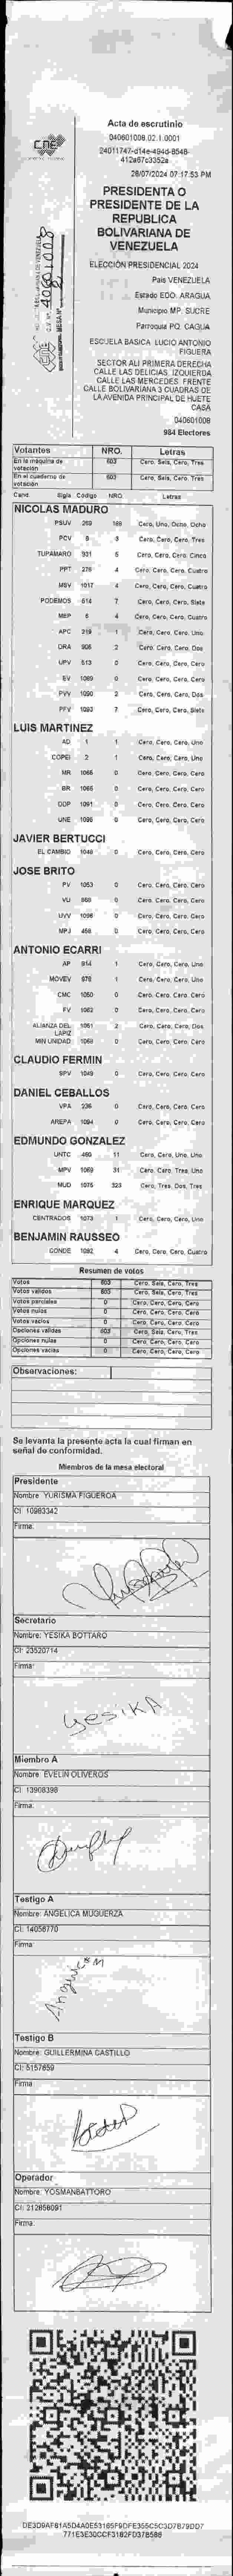 Acta de escrutinio
040601008.02.1.0001
24011747-d14e-494d-8548-
412a67c3352a
28/07/2024 07:17:53 PM
CNE
PRESIDENTA O
PRESIDENTE DE LA
REPUBLICA
BOLIVARIANA DE
VENEZUELA
ELECCIÓN PRESIDENCIAL 2024
Pais VENEZUELA
Estado EDO. ARAGUA
Municipio MP. SUCRE
Parroquia PQ. CAGUA
ESCUELA BASICA LUCIO ANTONIO
FIGUERA
SECTOR ALI PRIMERA DERECHA
CALLE LAS DELICIAS. IZQUIERDA
CALLE LAS MERCEDES. FRENTE
CALLE BOLIVARIANA 3 CUADRAS DE
LA AVENIDA PRINCIPAL DE HUETE
CASA
040601008
984 Electores
Votantes NRO. Letras
En la máquina de votación 603 Cero, Seis, Cero, Tres
En el cuaderno de votación 603 Cero, Seis, Cero, Tres
Cand. Sigla Código NRO. Letras
NICOLAS MADURO
PSUV 269 188 Cero, Uno, Ocho, Ocho
PCV 8 3 Cero, Cero, Cero, Tres
TUPAMARO 931 5 Cero, Cero, Cero, Cinco
PPT 276 4 Cero, Cero, Cero, Cuatro
MSV 1017 4 Cero, Cero, Cero, Cuatro
PODEMOS 514 7 Cero, Cero, Cero, Siete
MEP 5 4 Cero, Cero, Cero, Cuatro
APC 219 1 Cero, Cero, Cero, Uno
ORA 906 2 Cero, Cero, Cero, Dos
UPV 513 0 Cero, Cero, Cero, Cero
EV 1089 0 Cero, Cero, Cero, Cero
PVV 1090 2 Cero, Cero, Cero, Dos
PFV 1093 7 Cero, Cero, Cero, Siete
LUIS MARTINEZ
AD 1 1 Cero, Cero, Cero, Uno
COPEI 2 1 Cero, Cero, Cero, Uno
MR 1066 0 Cero, Cero, Cero, Cero
BR 1065 0 Cero, Cero, Cero, Cero
DDP 1091 0 Cero, Cero, Cero, Cero
UNE 1096 0 Cero, Cero, Cero, Cero
JAVIER BERTUCCI
EL CAMBIO 1040 0 Cero, Cero, Cero, Cero
JOSE BRITO
PV 1053 0 Cero, Cero, Cero, Cero
VU 868 0 Cero, Cero, Cero, Cero
UVV 1098 0 Cero, Cero, Cero, Cero
MPJ 458 0 Cero, Cero, Cero, Cero
ANTONIO ECARRI
AP 914 1 Cero, Cero, Cero, Uno
MOVEV 978 1 Cero, Cero, Cero, Uno
CMC 1050 0 Cero, Cero, Cero, Cero
FV 1082 0 Cero, Cero, Cero, Cero
ALIANZA DEL LAPIZ 1051 2 Cero, Cero, Cero, Dos
MIN UNIDAD 1068 0 Cero, Cero, Cero, Cero
CLAUDIO FERMIN
SPV 1049 0 Cero, Cero, Cero, Cero
DANIEL CEBALLOS
VPA 236 0 Cero, Cero, Cero, Cero
AREPA 1094 0 Cero, Cero, Cero, Cero
EDMUNDO GONZALEZ
UNTC 490 11 Cero, Cero, Uno, Uno
MPV 1069 31 Cero, Cero, Tres, Uno
MUD 1075 323 Cero, Tres, Dos, Tres
ENRIQUE MARQUEZ
CENTRADOS 1073 1 Cero, Cero, Cero, Uno
BENJAMIN RAUSSEO
CONDE 1092 4 Cero, Cero, Cero, Cuatro
Resumen de votos
Votos 603 Cero, Seis, Cero, Tres
Votos válidos 603 Cero, Seis, Cero, Tres
Votos parciales 0 Cero, Cero, Cero, Cero
Votos nulos 0 Cero, Cero, Cero, Cero
Votos vacíos 0 Cero, Cero, Cero, Cero
Opciones válidas 603 Cero, Seis, Cero, Tres
Opciones nulas 0 Cero, Cero, Cero, Cero
Opciones vacías 0 Cero, Cero, Cero, Cero
Observaciones:
Se levanta la presente acta la cual firman en
señal de conformidad.
Miembros de la mesa electoral
Presidente
Nombre: YURISMA FIGUEROA
CI: 10983342
Firma:
Secretario
Nombre: YESIKA BOTTARO
CI: 23520714
Firma:
yesikA
Miembro A
Nombre: EVELIN OLIVEROS
CI: 13908398
Firma:
Testigo A
Nombre: ANGELICA MUGUERZA
CI: 14056770
Firma:
Testigo B
Nombre: GUILLERMINA CASTILLO
CI: 5157659
Firma:
Operador
Nombre: YOSMANBATTORO
CI: 212858091
Firma:
DE3D9AF81A5D4A0E53165F9DFE355C5C3D7B79DD7
771E3E30CCF3182FD37B586